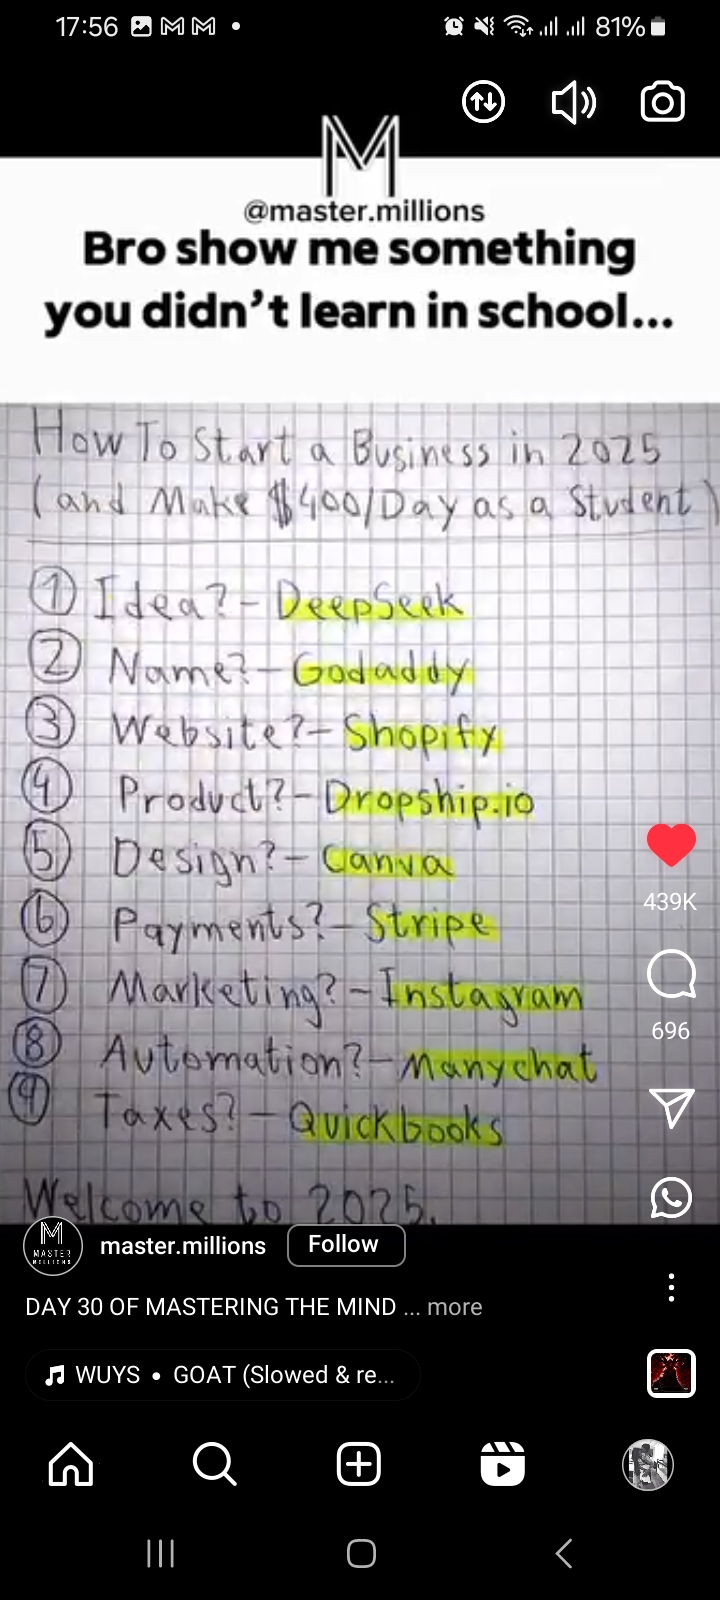 17:56
81%
M
@master.millions
Bro show me something
you didn't learn in school...
How To Start a Business in 2025
(and Make $400/Day as a Student)
1 Idea? - DeepSeek
2 Name? - Godaddy
3 Website? - Shopify
4 Product? - Dropship.io
5 Design? - Canva
6 Payments? - Stripe
7 Marketing? - Instagram
8 Automation? - Manychat
9 Taxes? - Quickbooks
Welcome to 2025.
439K
696
M
MASTER
MILLIONS
master.millions
Follow
DAY 30 OF MASTERING THE MIND ... more
WUYS • GOAT (Slowed & re...